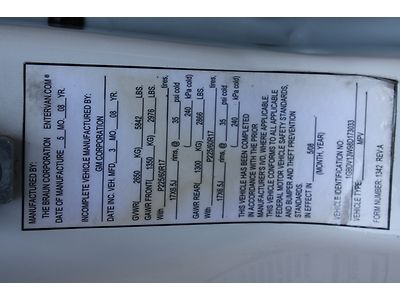 THE BRAUN CORPORATION ENTERVAN.COM®
DATE OF MANUFACTURE: 5 MO 08 YR.
INCOMPLETE VEHICLE MANUFACTURED BY:
GM CORPORATION
DATE INC. VEH. MFD. 3 MO. 08 YR.
GVWR( 2650 KG) 5842 LBS.
GAWR FRONT( 1350 KG) 2976 LBS.
With P225/60R17 tires,
17X6.5J rims, @ 35 psi cold
240 kPa cold)
GAWR REAR( 1300 KG) 2866 LBS.
With P225/60R17 tires,
17X6.5J rims, @ 35 psi cold
240 kPa cold)
THIS VEHICLE HAS BEEN COMPLETED
IN ACCORDANCE WITH THE PRIOR
MANUFACTURER'S IVD, WHERE APPLICABLE.
THIS VEHICLE CONFORMS TO ALL APPLICABLE
FEDERAL MOTOR VEHICLE SAFETY STANDARDS,
AND BUMPER AND THEFT PREVENTION
STANDARDS,
IN EFFECT IN 5/08
(MONTH, YEAR)
VEHICLE IDENTIFICATION NO
VEHICLE TYPE: MPV
FORM NUMBER: 1342 REV:A